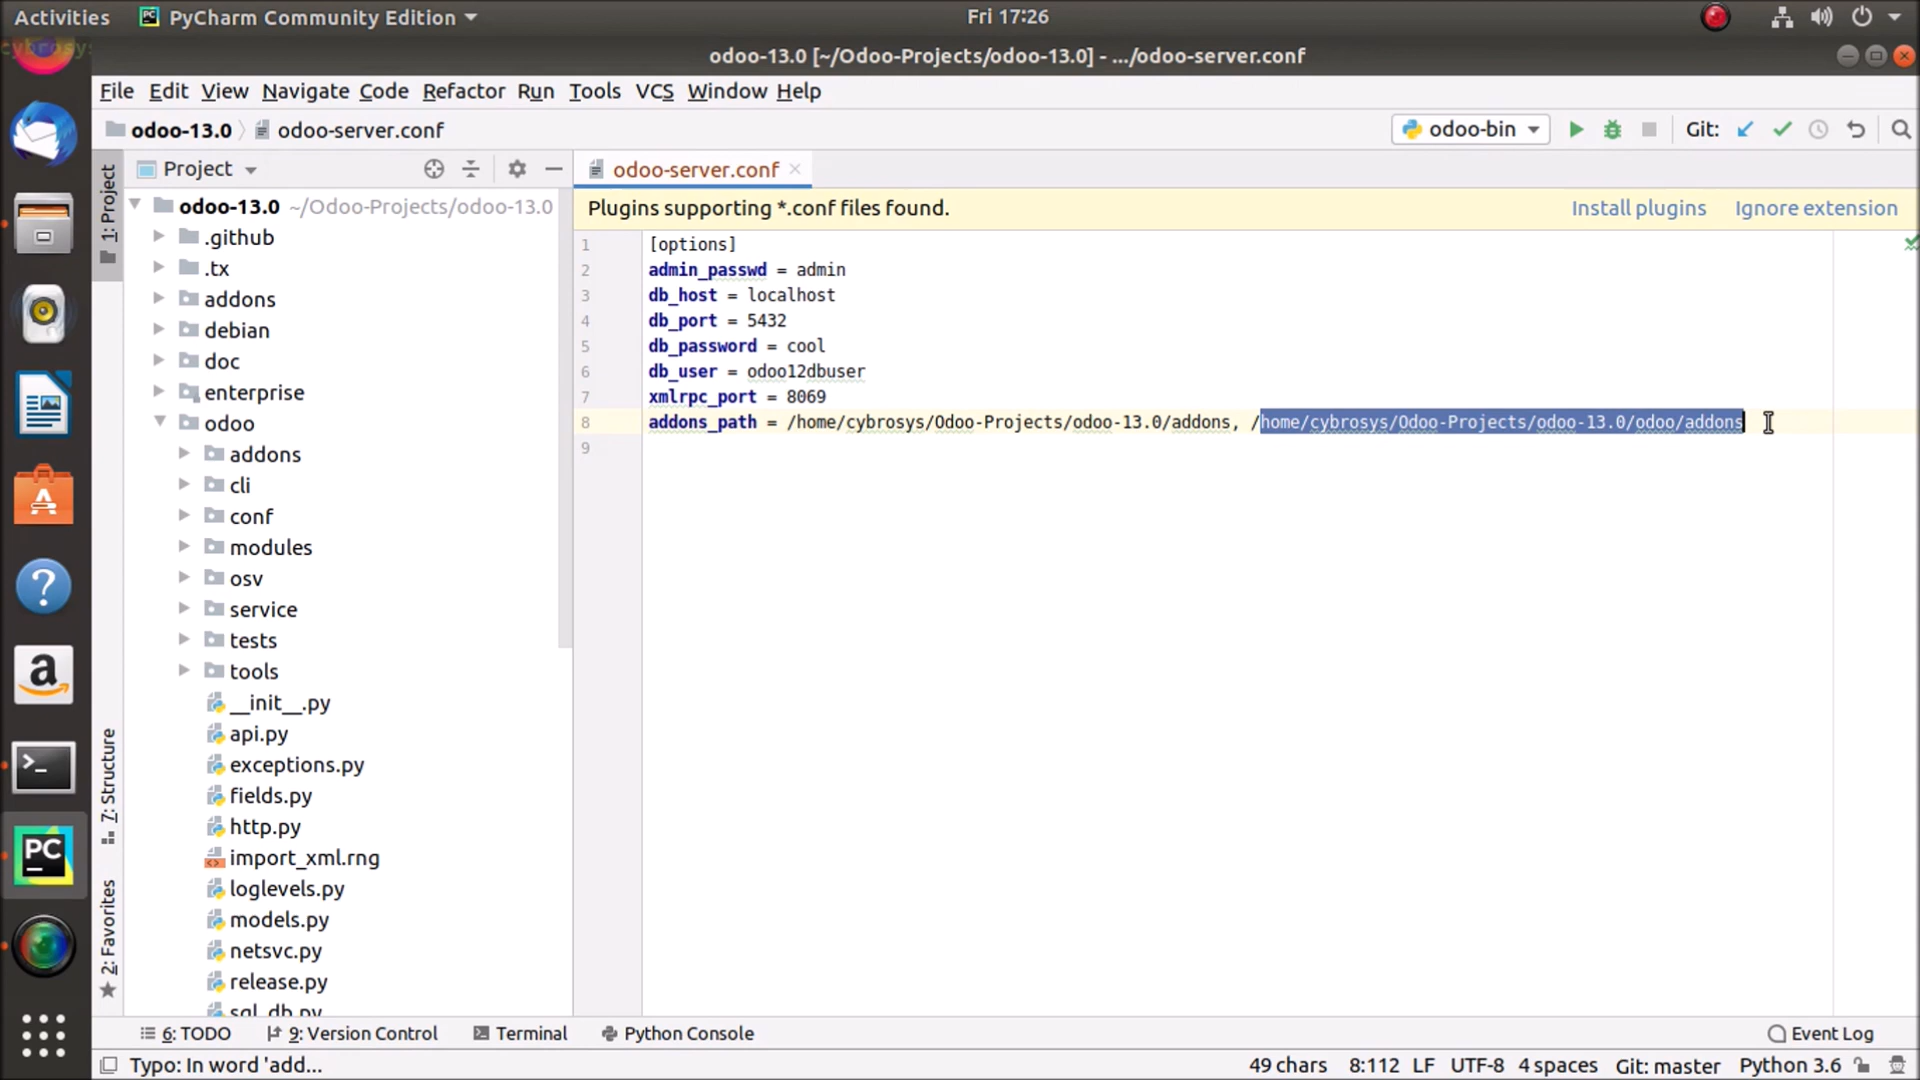 Activities PyCharm Community Edition Fri 17:26
cybrosys
odoo-13.0 [~/Odoo-Projects/odoo-13.0] - .../odoo-server.conf
File Edit View Navigate Code Refactor Run Tools VCS Window Help
odoo-13.0 odoo-server.conf odoo-bin Git:
1: Project
Project
odoo-server.conf
odoo-13.0 ~/Odoo-Projects/odoo-13.0
.github
.tx
addons
debian
doc
enterprise
odoo
addons
cli
conf
modules
osv
service
tests
tools
__init__.py
api.py
exceptions.py
fields.py
http.py
import_xml.rng
loglevels.py
models.py
netsvc.py
release.py
sql_db.py
Plugins supporting *.conf files found. Install plugins Ignore extension
1 [options]
2 admin_passwd = admin
3 db_host = localhost
4 db_port = 5432
5 db_password = cool
6 db_user = odoo12dbuser
7 xmlrpc_port = 8069
8 addons_path = /home/cybrosys/Odoo-Projects/odoo-13.0/addons, /home/cybrosys/Odoo-Projects/odoo-13.0/odoo/addons
9
7: Structure
2: Favorites
PC
6: TODO 9: Version Control Terminal Python Console Event Log
Typo: In word 'add... 49 chars 8:112 LF UTF-8 4 spaces Git: master Python 3.6